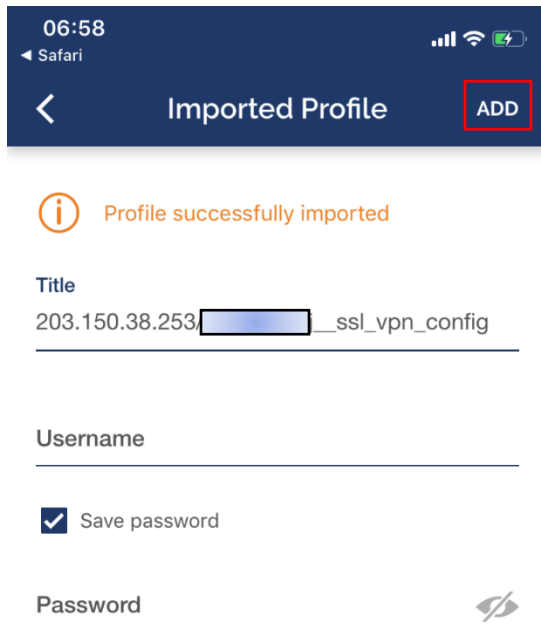 06:58
◀ Safari
Imported Profile
ADD
Profile successfully imported
Title
203.150.38.253/ __ssl_vpn_config
Username
Save password
Password